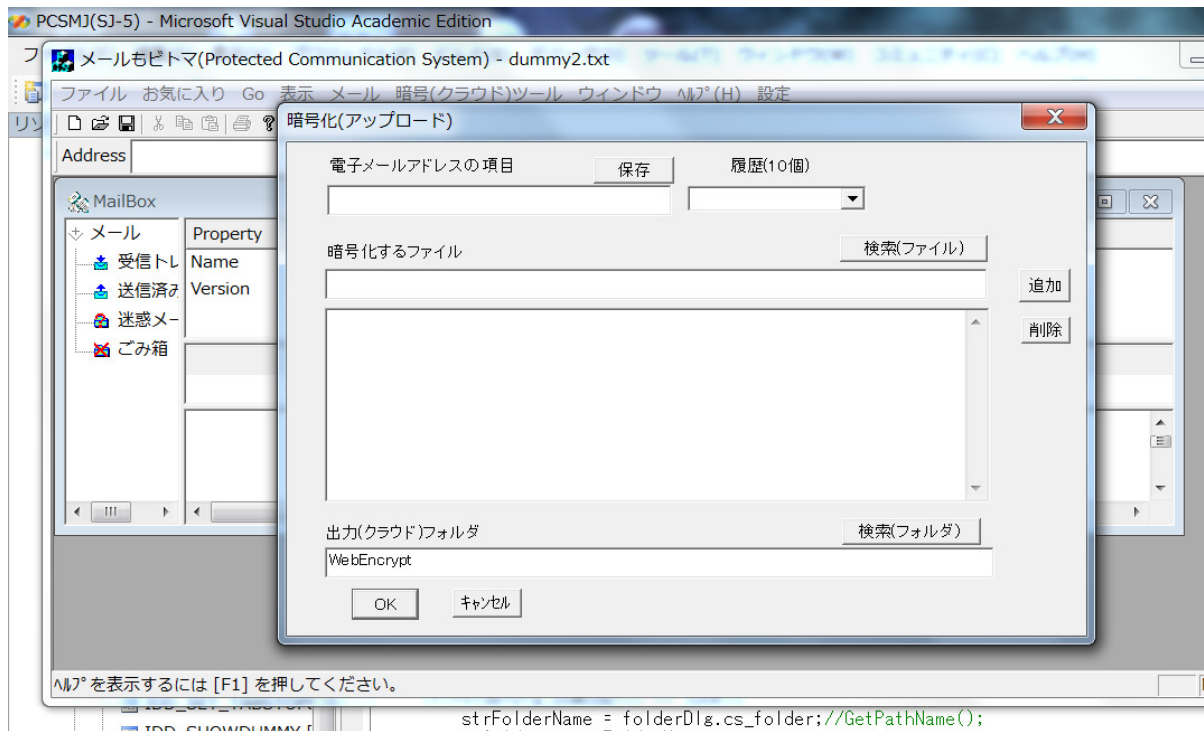 PCSMJ(SJ-5) - Microsoft Visual Studio Academic Edition
メールもビトマ(Protected Communication System) - dummy2.txt
ファイル お気に入り Go 表示 メール 暗号(クラウド)ツール ウィンドウ ﾍﾙﾌﾟ(H) 設定
暗号化(アップロード)
Address
電子メールアドレスの項目
保存
履歴(10個)
MailBox
メール
Property
受信トレ
Name
送信済み
Version
迷惑メー
ごみ箱
暗号化するファイル
検索(ファイル)
追加
削除
出力(クラウド)フォルダ
検索(フォルダ)
WebEncrypt
OK
ｷｬﾝｾﾙ
ﾍﾙﾌﾟを表示するには [F1] を押してください。
strFolderName = folderDlg.cs_folder;//GetPathName();